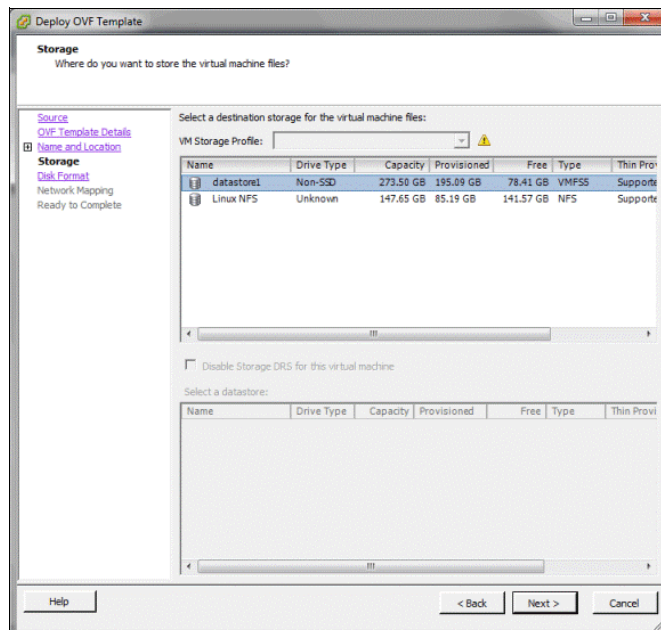 Deploy OVF Template
Storage
Where do you want to store the virtual machine files?
Source
OVF Template Details
Name and Location
Storage
Disk Format
Network Mapping
Ready to Complete
Select a destination storage for the virtual machine files:
VM Storage Profile:
Name Drive Type Capacity Provisioned Free Type Thin Prov
datastore1 Non-SSD 273.50 GB 195.09 GB 78.41 GB VMFS5 Supporte
Linux NFS Unknown 147.65 GB 85.19 GB 141.57 GB NFS Supporte
Disable Storage DRS for this virtual machine
Select a datastore:
Name Drive Type Capacity Provisioned Free Type Thin Provi
Help < Back Next > Cancel